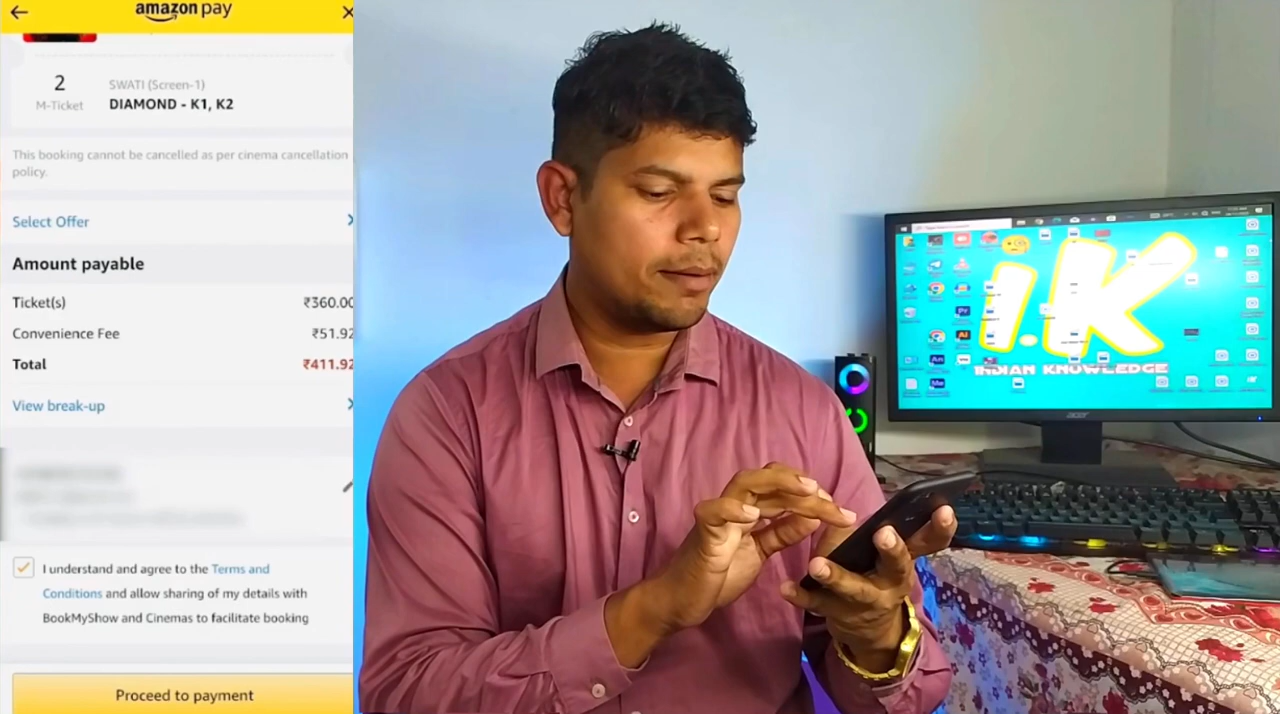 amazon pay
2
M-Ticket
SWATI (Screen-1)
DIAMOND - K1, K2
This booking cannot be cancelled as per cinema cancellation
policy.
Select Offer
Amount payable
Ticket(s) ₹360.00
Convenience Fee ₹51.92
Total ₹411.92
View break-up
I understand and agree to the Terms and
Conditions and allow sharing of my details with
BookMyShow and Cinemas to facilitate booking
Proceed to payment
I.K
INDIAN KNOWLEDGE
acer